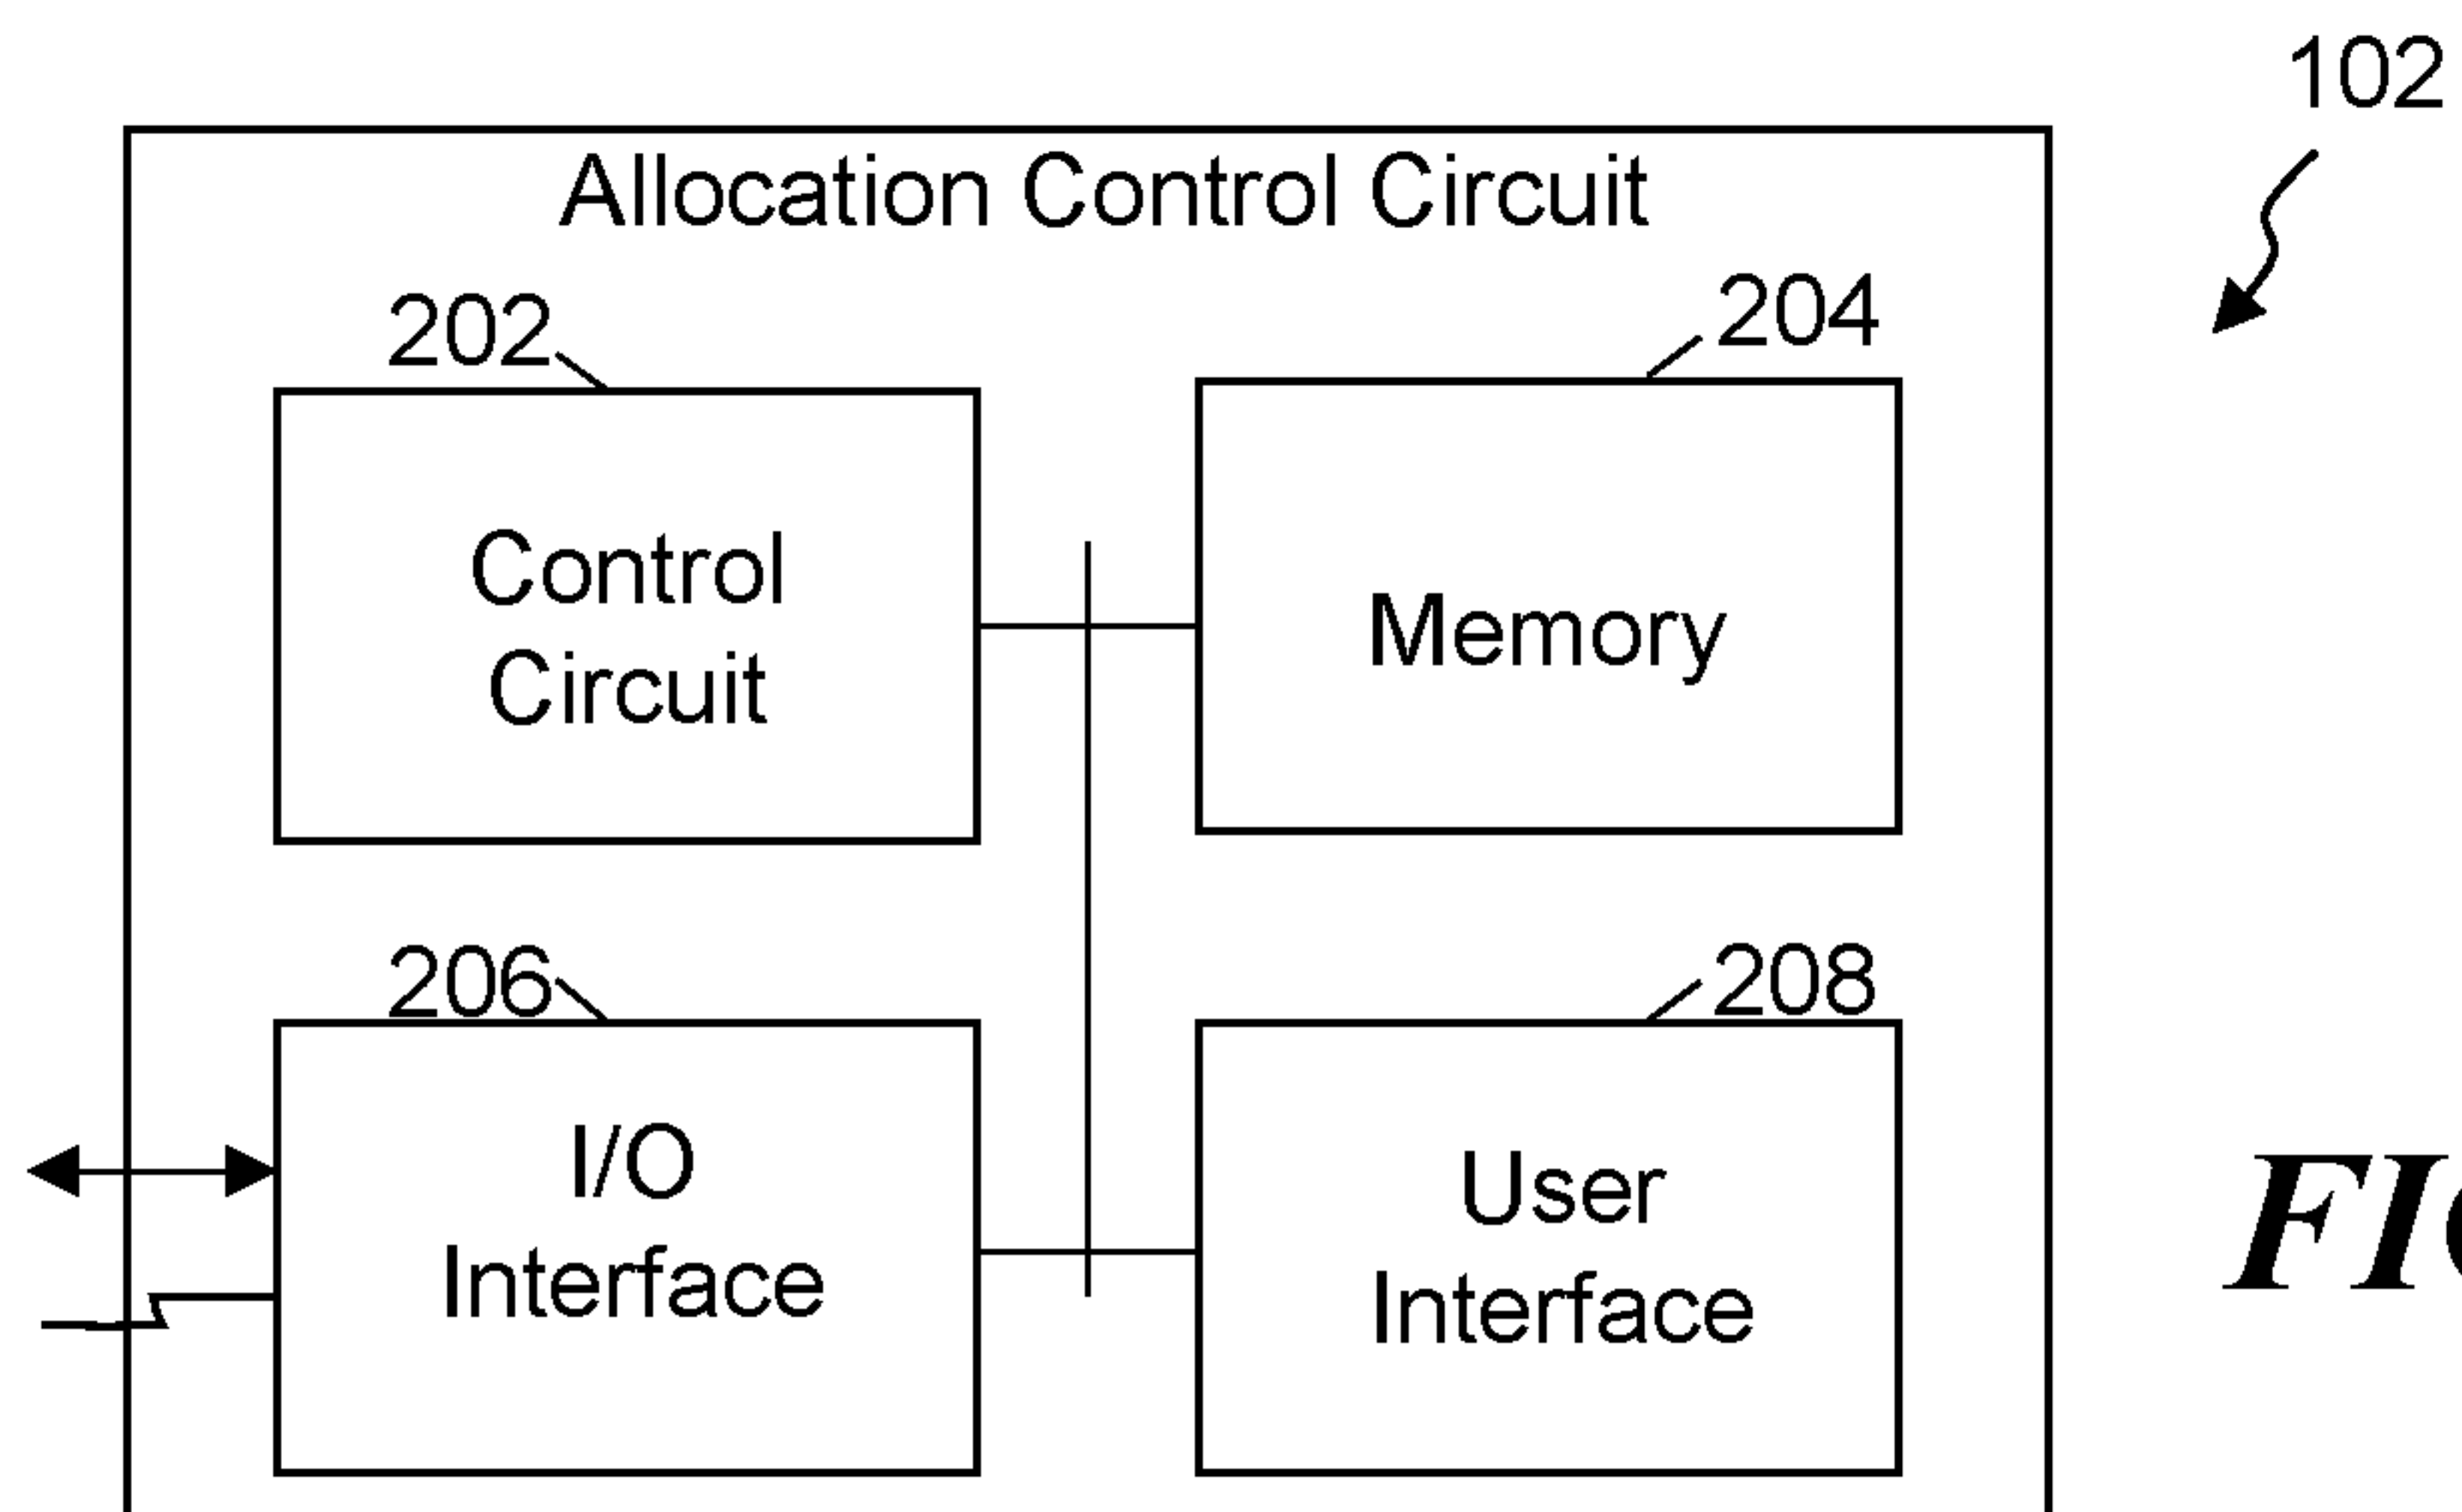 102
Allocation Control Circuit
202
204
Control
Circuit
Memory
206
208
I/O
Interface
User
Interface